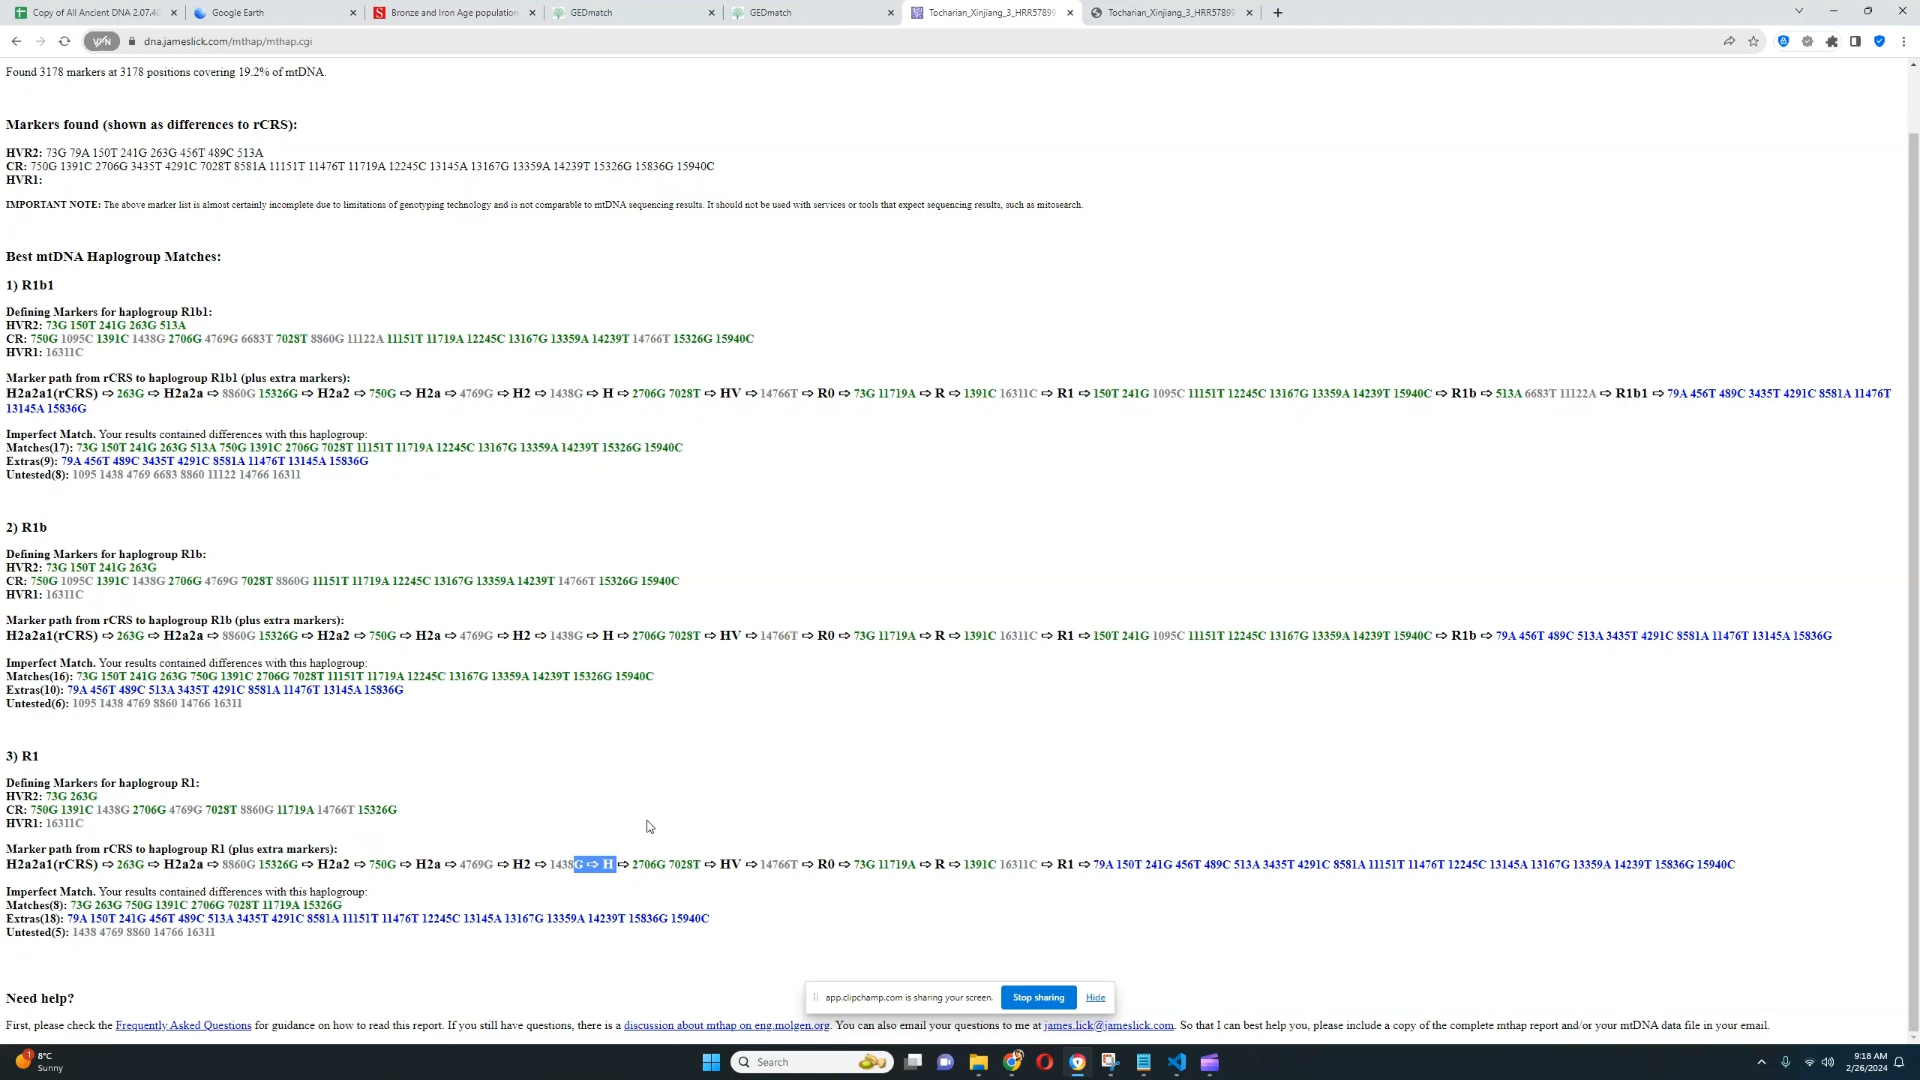 Copy of All Ancient DNA 2.07.4
Google Earth
Bronze and Iron Age population
GEDmatch
GEDmatch
Tocharian_Xinjiang_3_HRR57899
Tocharian_Xinjiang_3_HRR57899
dna.jameslick.com/mthap/mthap.cgi
Found 3178 markers at 3178 positions covering 19.2% of mtDNA.
Markers found (shown as differences to rCRS):
HVR2: 73G 79A 150T 241G 263G 456T 489C 513A
CR: 750G 1391C 2706G 3435T 4291C 7028T 8581A 11151T 11476T 11719A 12245C 13145A 13167G 13359A 14239T 15326G 15836G 15940C
HVR1:
IMPORTANT NOTE: The above marker list is almost certainly incomplete due to limitations of genotyping technology and is not comparable to mtDNA sequencing results. It should not be used with services or tools that expect sequencing results, such as mitosearch.
Best mtDNA Haplogroup Matches:
1) R1b1
Defining Markers for haplogroup R1b1:
HVR2: 73G 150T 241G 263G 513A
CR: 750G 1095C 1391C 1438G 2706G 4769G 6683T 7028T 8860G 11122A 11151T 11719A 12245C 13167G 13359A 14239T 14766T 15326G 15940C
HVR1: 16311C
Marker path from rCRS to haplogroup R1b1 (plus extra markers):
H2a2a1(rCRS) ⇨ 263G ⇨ H2a2a ⇨ 8860G 15326G ⇨ H2a2 ⇨ 750G ⇨ H2a ⇨ 4769G ⇨ H2 ⇨ 1438G ⇨ H ⇨ 2706G 7028T ⇨ HV ⇨ 14766T ⇨ R0 ⇨ 73G 11719A ⇨ R ⇨ 1391C 16311C ⇨ R1 ⇨ 150T 241G 1095C 11151T 12245C 13167G 13359A 14239T 15940C ⇨ R1b ⇨ 513A 6683T 11122A ⇨ R1b1 ⇨ 79A 456T 489C 3435T 4291C 8581A 11476T
13145A 15836G
Imperfect Match. Your results contained differences with this haplogroup:
Matches(17): 73G 150T 241G 263G 513A 750G 1391C 2706G 7028T 11151T 11719A 12245C 13167G 13359A 14239T 15326G 15940C
Extras(9): 79A 456T 489C 3435T 4291C 8581A 11476T 13145A 15836G
Untested(8): 1095 1438 4769 6683 8860 11122 14766 16311
2) R1b
Defining Markers for haplogroup R1b:
HVR2: 73G 150T 241G 263G
CR: 750G 1095C 1391C 1438G 2706G 4769G 7028T 8860G 11151T 11719A 12245C 13167G 13359A 14239T 14766T 15326G 15940C
HVR1: 16311C
Marker path from rCRS to haplogroup R1b (plus extra markers):
H2a2a1(rCRS) ⇨ 263G ⇨ H2a2a ⇨ 8860G 15326G ⇨ H2a2 ⇨ 750G ⇨ H2a ⇨ 4769G ⇨ H2 ⇨ 1438G ⇨ H ⇨ 2706G 7028T ⇨ HV ⇨ 14766T ⇨ R0 ⇨ 73G 11719A ⇨ R ⇨ 1391C 16311C ⇨ R1 ⇨ 150T 241G 1095C 11151T 12245C 13167G 13359A 14239T 15940C ⇨ R1b ⇨ 79A 456T 489C 513A 3435T 4291C 8581A 11476T 13145A 15836G
Imperfect Match. Your results contained differences with this haplogroup:
Matches(16): 73G 150T 241G 263G 750G 1391C 2706G 7028T 11151T 11719A 12245C 13167G 13359A 14239T 15326G 15940C
Extras(10): 79A 456T 489C 513A 3435T 4291C 8581A 11476T 13145A 15836G
Untested(6): 1095 1438 4769 8860 14766 16311
3) R1
Defining Markers for haplogroup R1:
HVR2: 73G 263G
CR: 750G 1391C 1438G 2706G 4769G 7028T 8860G 11719A 14766T 15326G
HVR1: 16311C
Marker path from rCRS to haplogroup R1 (plus extra markers):
H2a2a1(rCRS) ⇨ 263G ⇨ H2a2a ⇨ 8860G 15326G ⇨ H2a2 ⇨ 750G ⇨ H2a ⇨ 4769G ⇨ H2 ⇨ 1438G ⇨ H ⇨ 2706G 7028T ⇨ HV ⇨ 14766T ⇨ R0 ⇨ 73G 11719A ⇨ R ⇨ 1391C 16311C ⇨ R1 ⇨ 79A 150T 241G 456T 489C 513A 3435T 4291C 8581A 11151T 11476T 12245C 13145A 13167G 13359A 14239T 15836G 15940C
Imperfect Match. Your results contained differences with this haplogroup:
Matches(8): 73G 263G 750G 1391C 2706G 7028T 11719A 15326G
Extras(18): 79A 150T 241G 456T 489C 513A 3435T 4291C 8581A 11151T 11476T 12245C 13145A 13167G 13359A 14239T 15836G 15940C
Untested(5): 1438 4769 8860 14766 16311
Need help?
app.clipchamp.com is sharing your screen.
Stop sharing
Hide
First, please check the Frequently Asked Questions for guidance on how to read this report. If you still have questions, there is a discussion about mthap on eng.molgen.org. You can also email your questions to me at james.lick@jameslick.com. So that I can best help you, please include a copy of the complete mthap report and/or your mtDNA data file in your email.
1
8°C
Sunny
Search
9:18 AM
2/26/2024